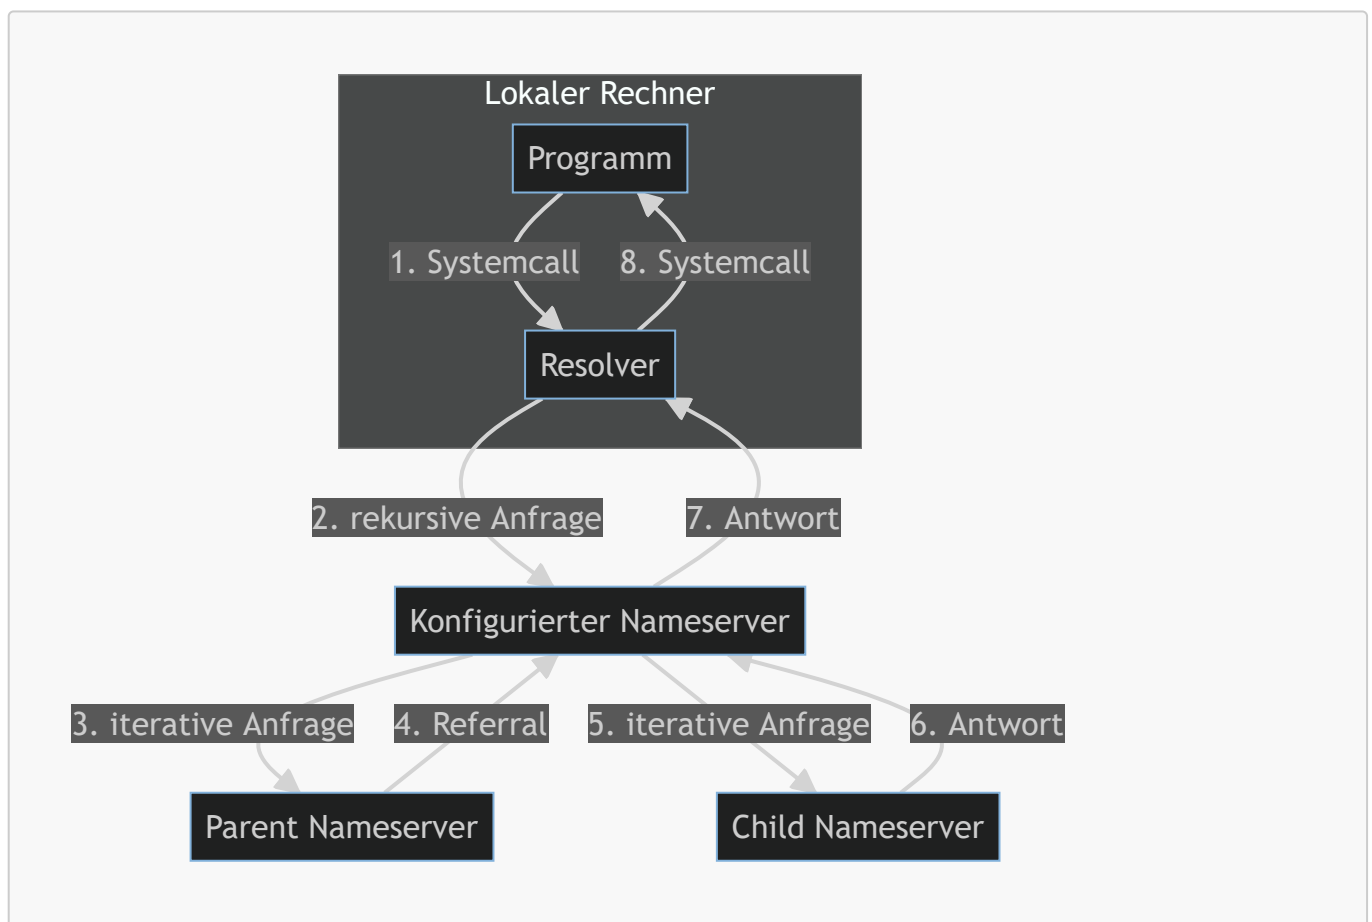 Lokaler Rechner
Programm
1. Systemcall
8. Systemcall
Resolver
2. rekursive Anfrage
7. Antwort
Konfigurierter Nameserver
3. iterative Anfrage
4. Referral
5. iterative Anfrage
6. Antwort
Parent Nameserver
Child Nameserver